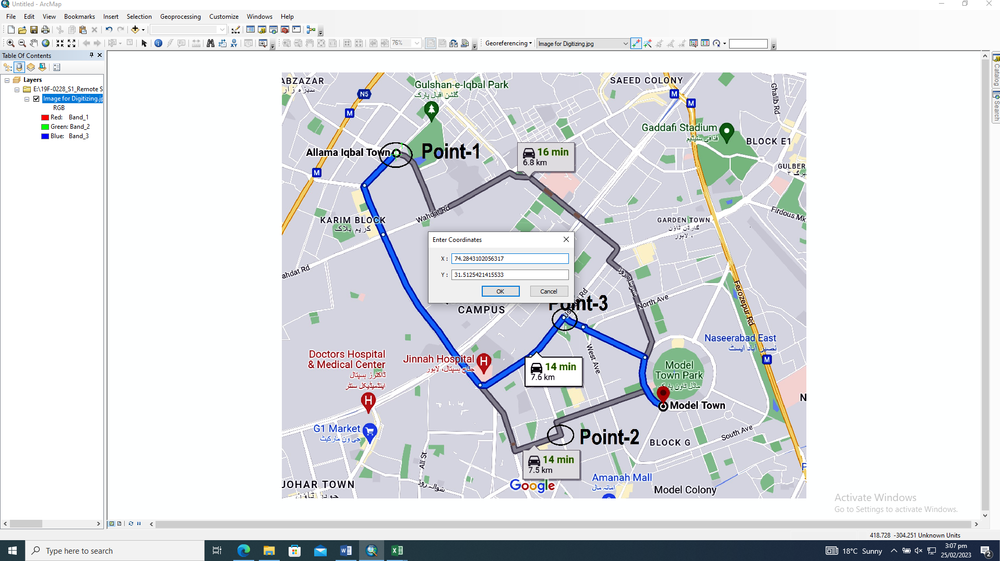 Untitled - ArcMap
File Edit View Bookmarks Insert Selection Geoprocessing Customize Windows Help
76%
Georeferencing
Image for Digitizing.jpg
Table Of Contents
Layers
E:\19F-0228_S1_Remote S
Image for Digitizing.jp
RGB
Red: Band_1
Green: Band_2
Blue: Band_3
Catalog
Search
ABZAZAR
سبزہ زار
N5
M
Gulshan-e-Iqbal Park
گلشن اقبال پارک
SAEED COLONY
M
M
Ghalib Rd
Gaddafi Stadium
قذافی سٹیڈیم
BLOCK E1
Allama Iqbal Town
Point-1
16 min
6.8 km
GULBER
گلبرگ ٣
M
Wahdat Rd
KARIM BLOCK
کریم بلاک
GARDEN TOWN
گارڈن ٹاؤن
، لاہور
Firdous Mk
Enter Coordinates
X : 74.2843102056317
Y : 31.5125421415533
OK Cancel
ahdat Rd
Ferozepur Rd
North Ave
Point-3
CAMPUS
Naseerabad East
نصیر آباد ایسٹ
M
West Ave
Doctors Hospital
& Medical Center
ڈاکٹرز ہسپتال
اینڈمیڈیکل سنٹر
Jinnah Hospital
جناح ہسپتال، لاہور
H
14 min
7.6 km
Model
Town Park
ماڈل ٹاون پارک
H
N
Model Town
G1 Market
جی ون مارکیٹ
Point-2
BLOCK G
South Ave
Ali St
14 min
7.5 km
Google
Amanah Mall
امانہ مال
JOHAR TOWN
جوہر ٹاؤن
شوالہ روڈ
Model Colony
Activate Windows
Go to Settings to activate Windows.
418.728 -304.251 Unknown Units
Type here to search
18°C Sunny
3:07 pm
25/02/2023
2